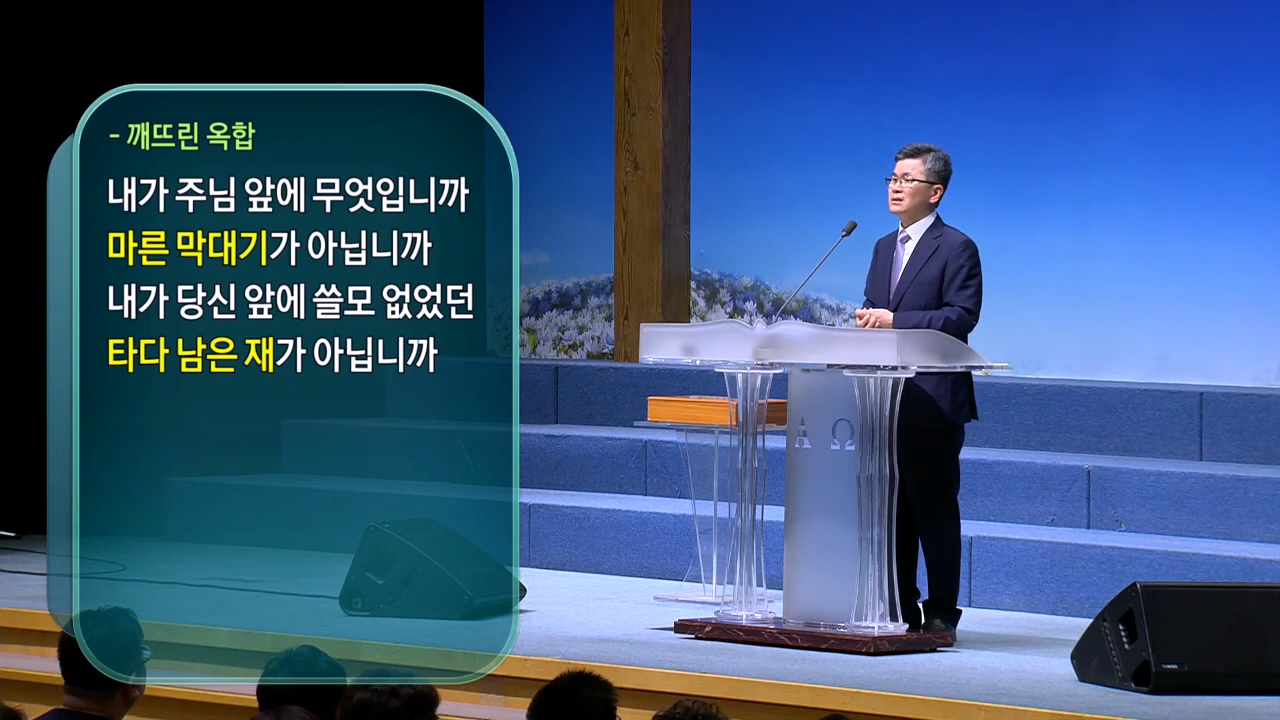 - 깨뜨린 옥합
내가 주님 앞에 무엇입니까
마른 막대기가 아닙니까
내가 당신 앞에 쓸모 없었던
타다 남은 재가 아닙니까
Α Ω